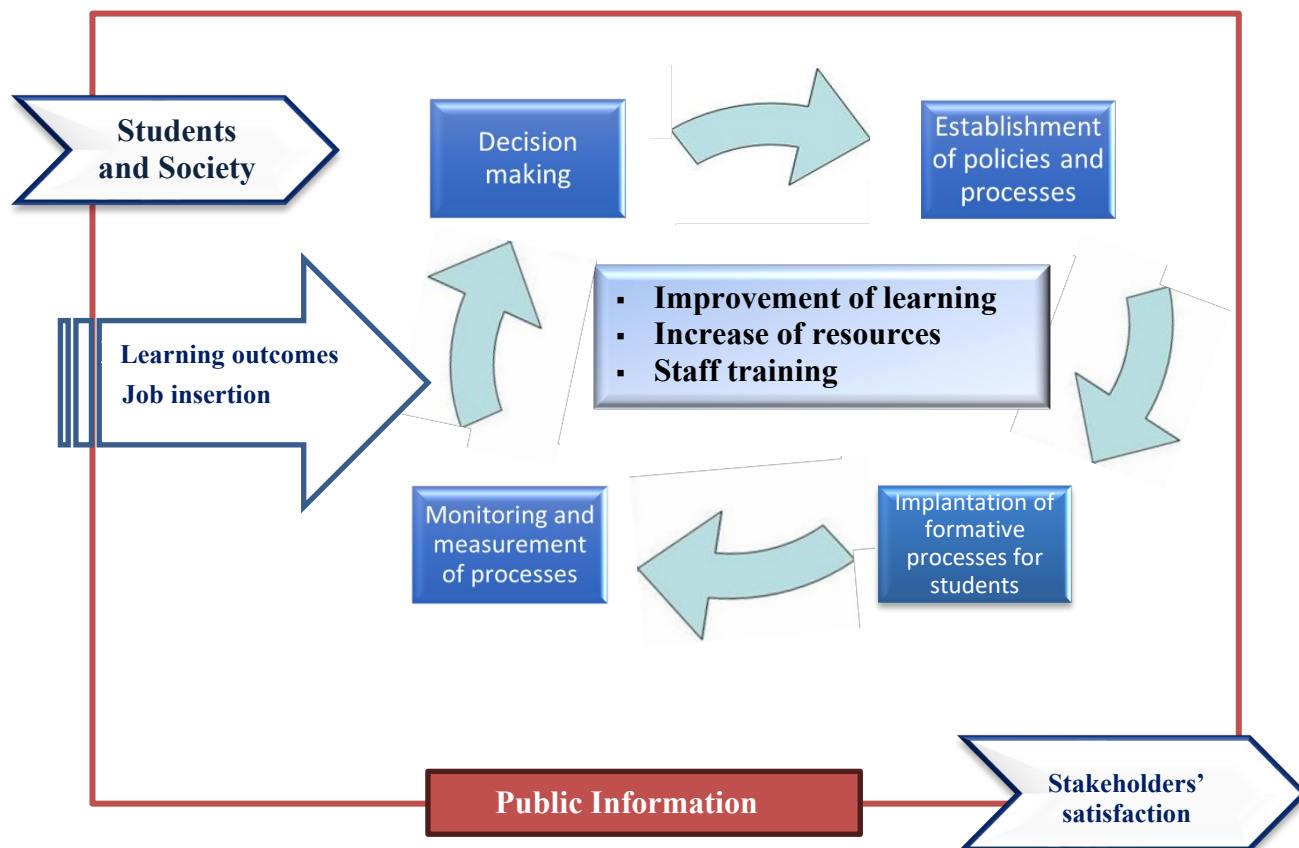 Students
and Society
Decision
making
Establishment
of policies and
processes
▪ Improvement of learning
▪ Increase of resources
▪ Staff training
Learning outcomes
Job insertion
Monitoring and
measurement
of processes
Implantation of
formative
processes for
students
Public Information
Stakeholders’
satisfaction